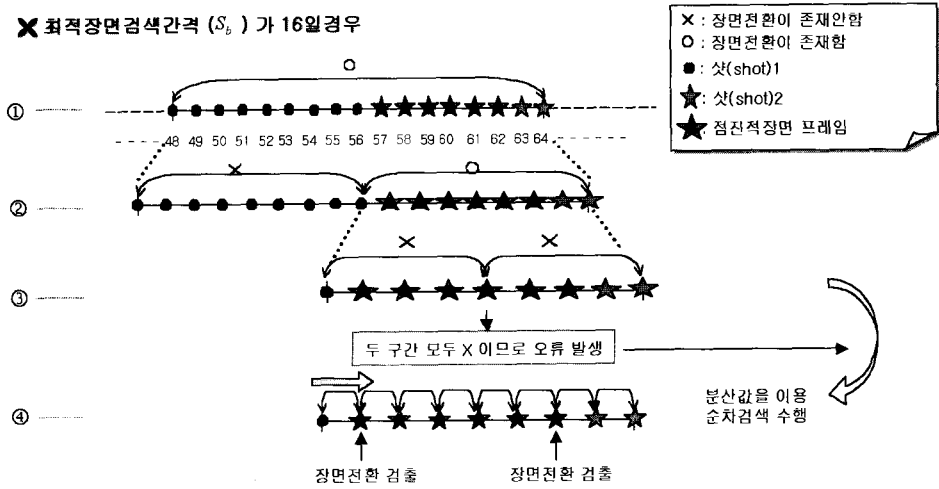 ✕ 최적장면검색간격 (S_b) 가 16일경우
× : 장면전환이 존재안함
○ : 장면전환이 존재함
● : 샷(shot)1
★ : 샷(shot)2
★ : 점진적장면 프레임
○
①
48 49 50 51 52 53 54 55 56 57 58 59 60 61 62 63 64
× ○
②
× ×
③
두 구간 모두 X 이므로 오류 발생
분산값을 이용
순차검색 수행
④
장면전환 검출 장면전환 검출